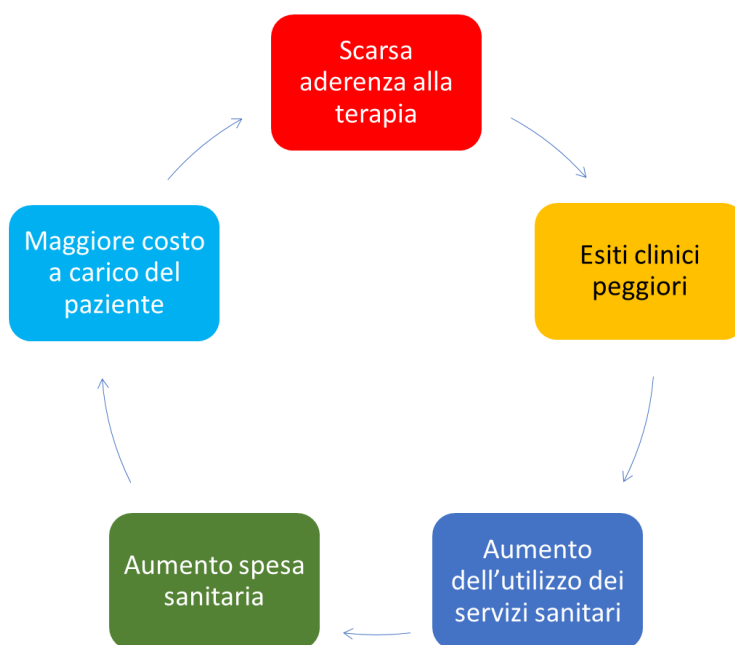 Scarsa
aderenza alla
terapia
Esiti clinici
peggiori
Aumento
dell’utilizzo dei
servizi sanitari
Aumento spesa
sanitaria
Maggiore costo
a carico del
paziente